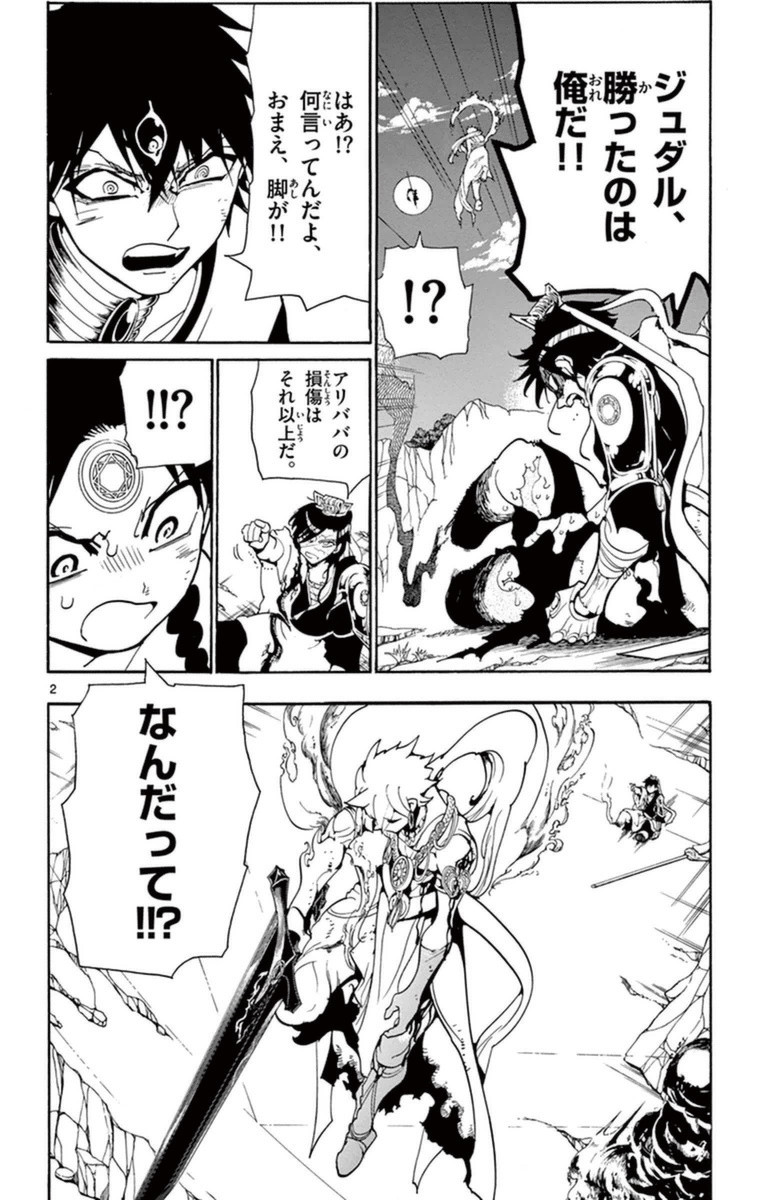 ジュダル、
勝ったのは
俺だ!!
!?
はあ!?
何言ってんだよ、
おまえ、脚が!!
アリババの
損傷は
それ以上だ。
!!?
2
なんだって!!?